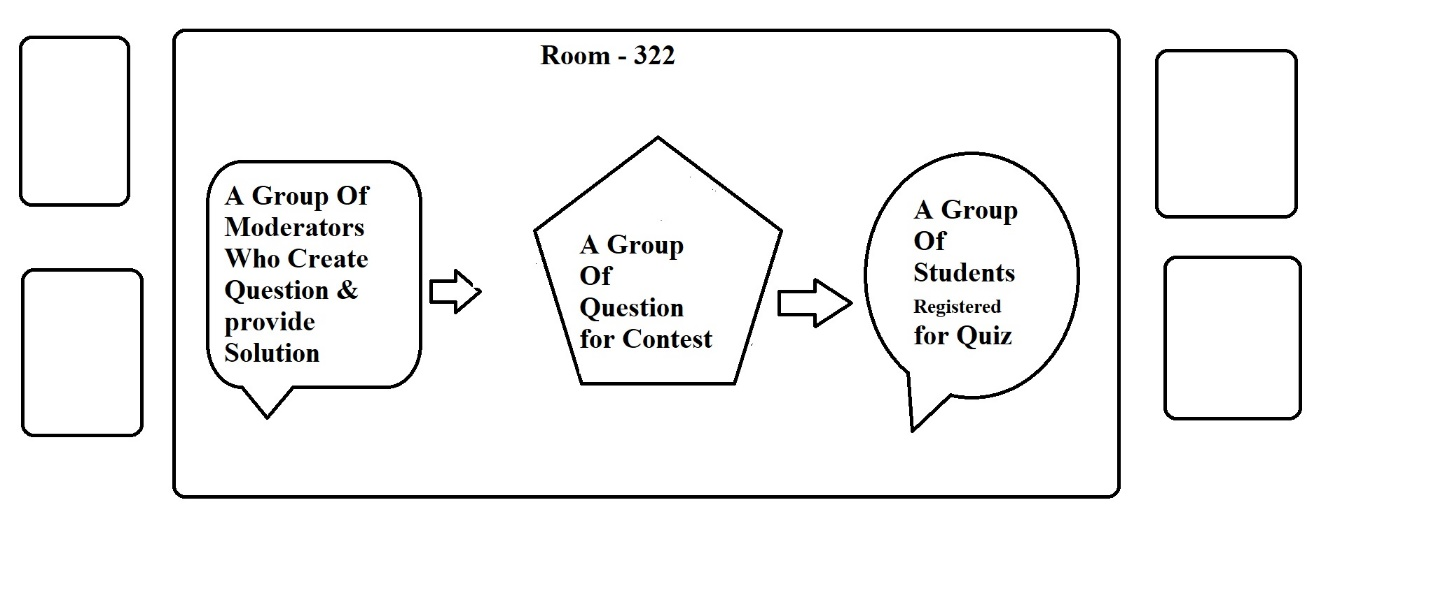 Room - 322
A Group Of
Moderators
Who Create
Question &
provide
Solution
A Group
Of
Question
for Contest
A Group
Of
Students
Registered
for Quiz